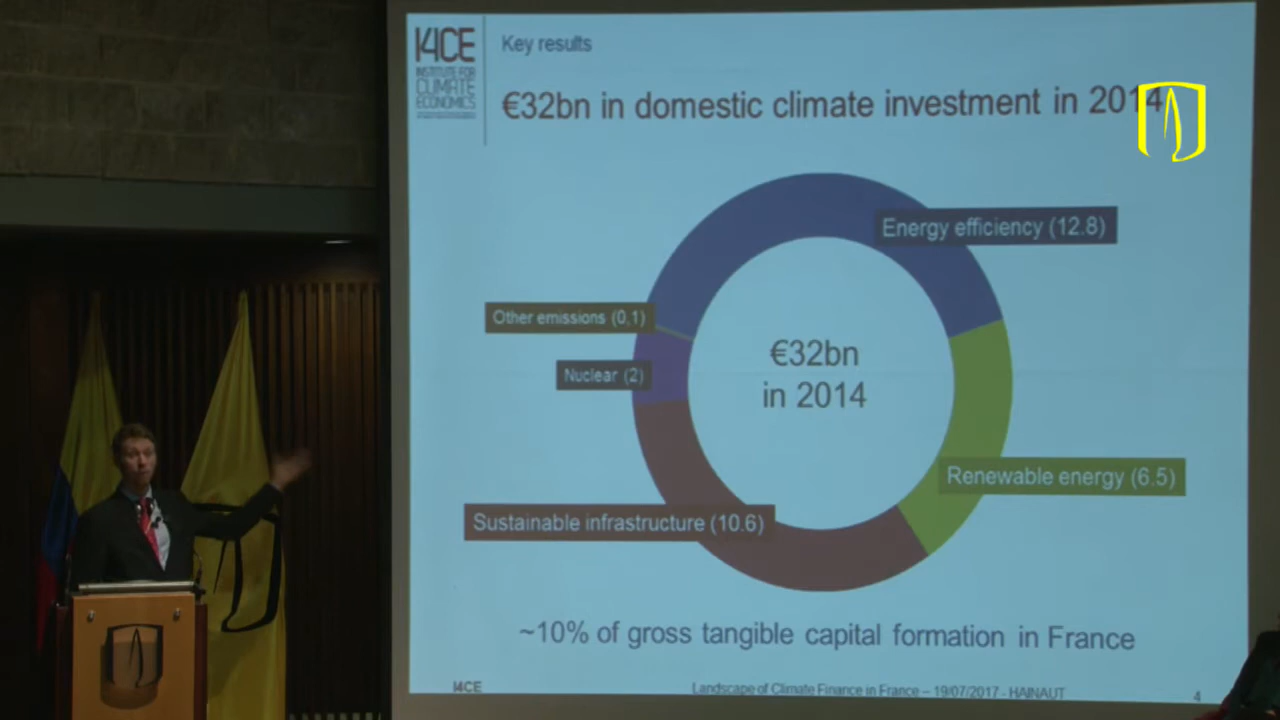 I4CE
INSTITUTE FOR
CLIMATE
ECONOMICS
Key results
€32bn in domestic climate investment in 2014
Energy efficiency (12.8)
Other emissions (0,1)
€32bn
in 2014
Nuclear (2)
Renewable energy (6.5)
Sustainable infrastructure (10.6)
~10% of gross tangible capital formation in France
I4CE
Landscape of Climate Finance in France – 19/07/2017 - HAINAUT
4